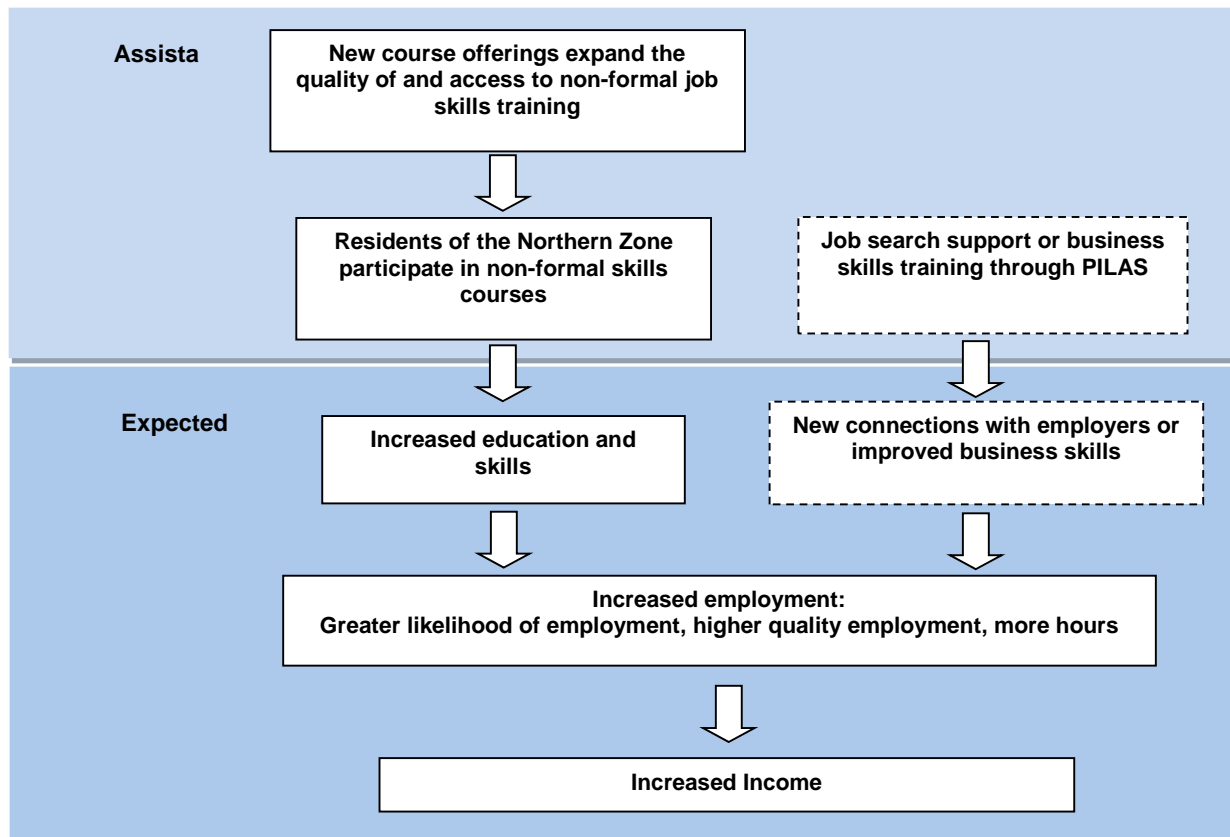 Assista
New course offerings expand the
quality of and access to non-formal job
skills training
Residents of the Northern Zone
participate in non-formal skills
courses
Job search support or business
skills training through PILAS
Expected
Increased education and
skills
New connections with employers or
improved business skills
Increased employment:
Greater likelihood of employment, higher quality employment, more hours
Increased Income